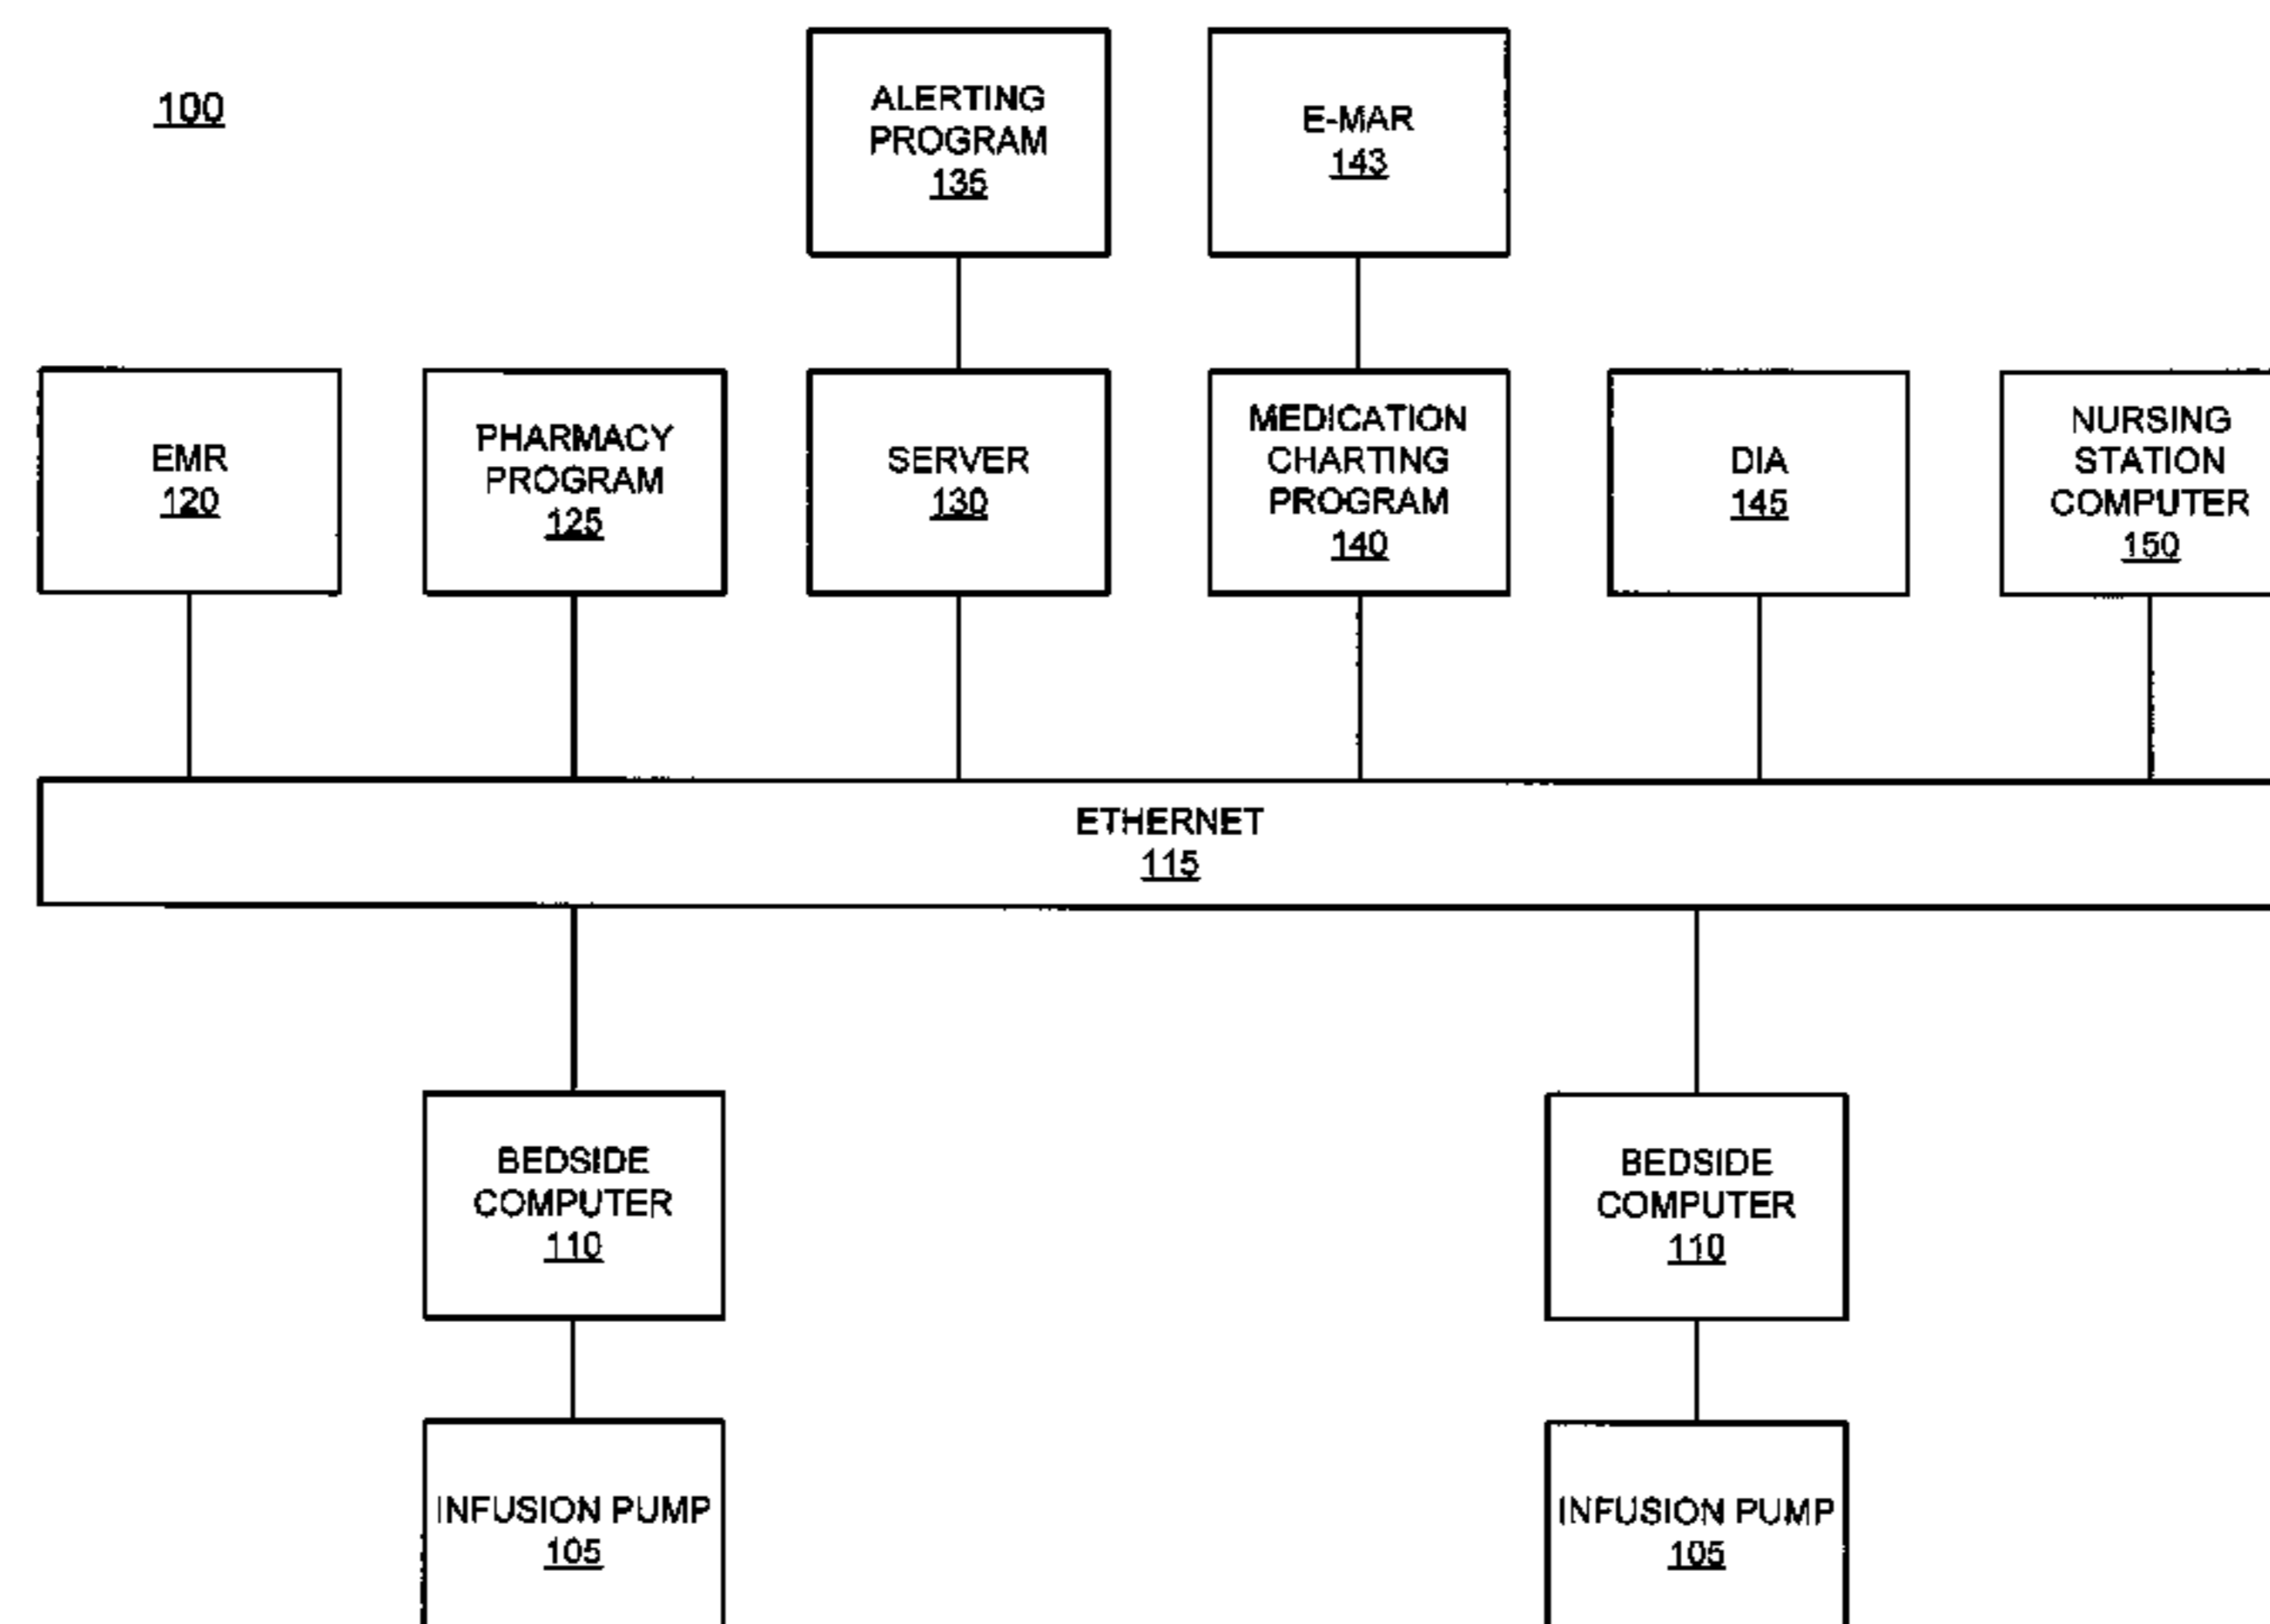 100
ALERTING
PROGRAM
135
E-MAR
143
EMR
120
PHARMACY
PROGRAM
125
SERVER
130
MEDICATION
CHARTING
PROGRAM
140
DIA
145
NURSING
STATION
COMPUTER
150
ETHERNET
115
BEDSIDE
COMPUTER
110
BEDSIDE
COMPUTER
110
INFUSION PUMP
105
INFUSION PUMP
105